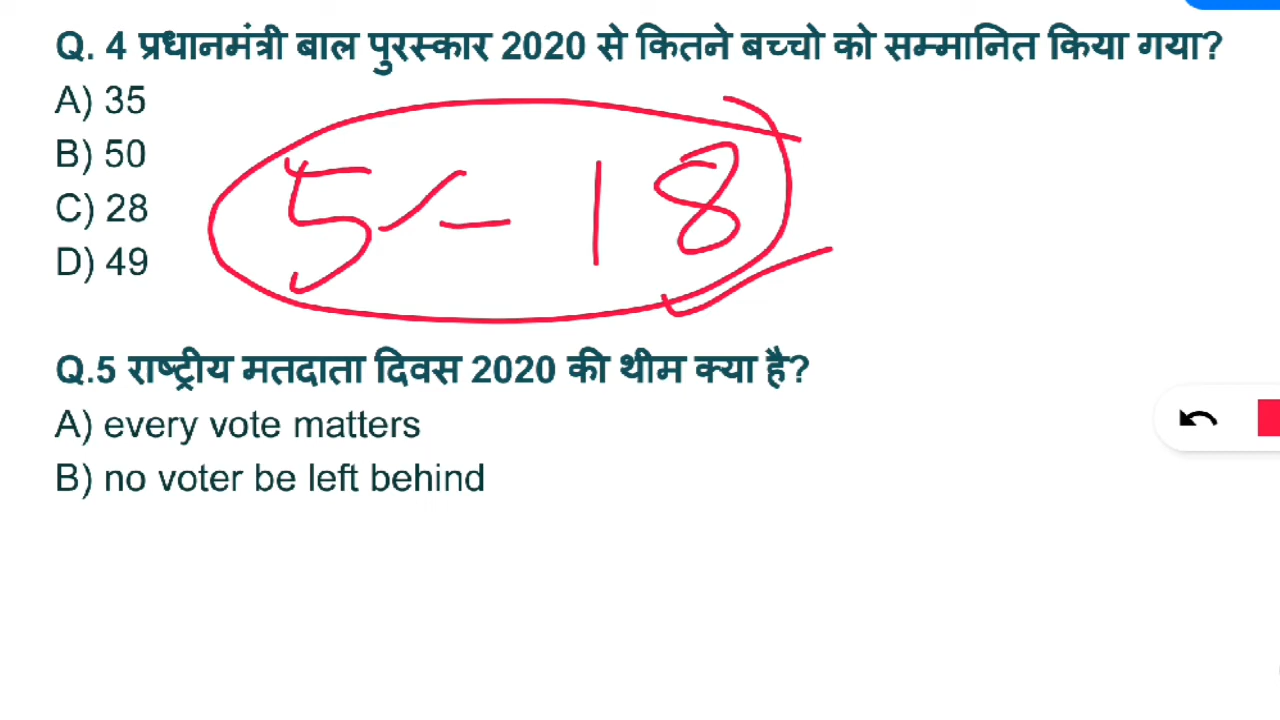 Q. 4 प्रधानमंत्री बाल पुरस्कार 2020 से कितने बच्चो को सम्मानित किया गया?
A) 35
B) 50
C) 28
D) 49
5 - 18
Q.5 राष्ट्रीय मतदाता दिवस 2020 की थीम क्या है?
A) every vote matters
B) no voter be left behind